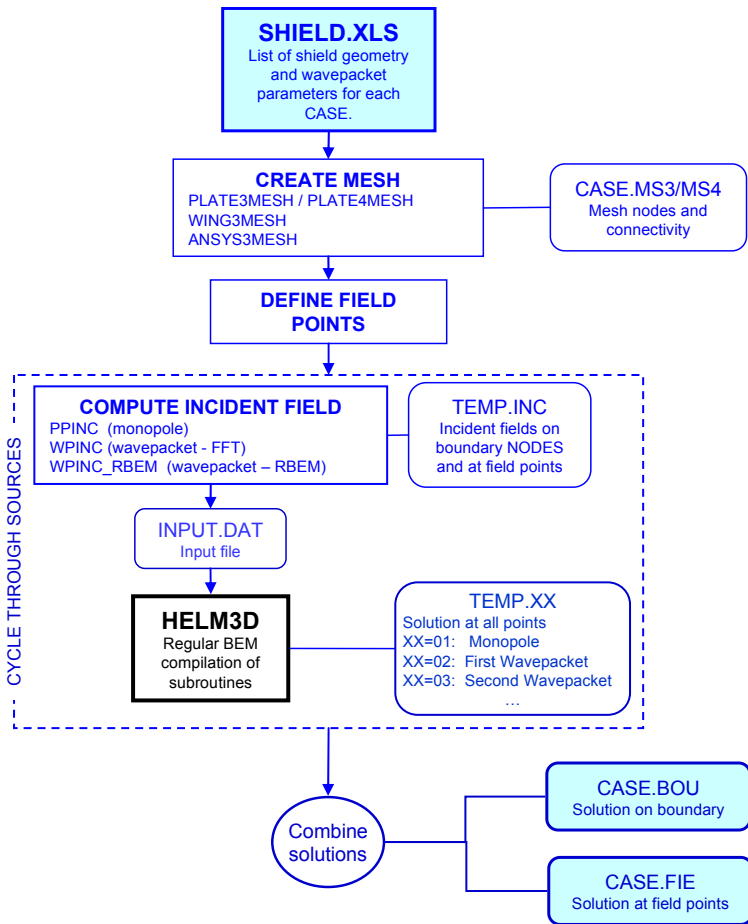 SHIELD.XLS
List of shield geometry
and wavepacket
parameters for each
CASE.
CREATE MESH
PLATE3MESH / PLATE4MESH
WING3MESH
ANSYS3MESH
CASE.MS3/MS4
Mesh nodes and
connectivity
DEFINE FIELD
POINTS
CYCLE THROUGH SOURCES
COMPUTE INCIDENT FIELD
PPINC (monopole)
WPINC (wavepacket - FFT)
WPINC_RBEM (wavepacket – RBEM)
TEMP.INC
Incident fields on
boundary NODES
and at field points
INPUT.DAT
Input file
HELM3D
Regular BEM
compilation of
subroutines
TEMP.XX
Solution at all points
XX=01: Monopole
XX=02: First Wavepacket
XX=03: Second Wavepacket
…
Combine
solutions
CASE.BOU
Solution on boundary
CASE.FIE
Solution at field points